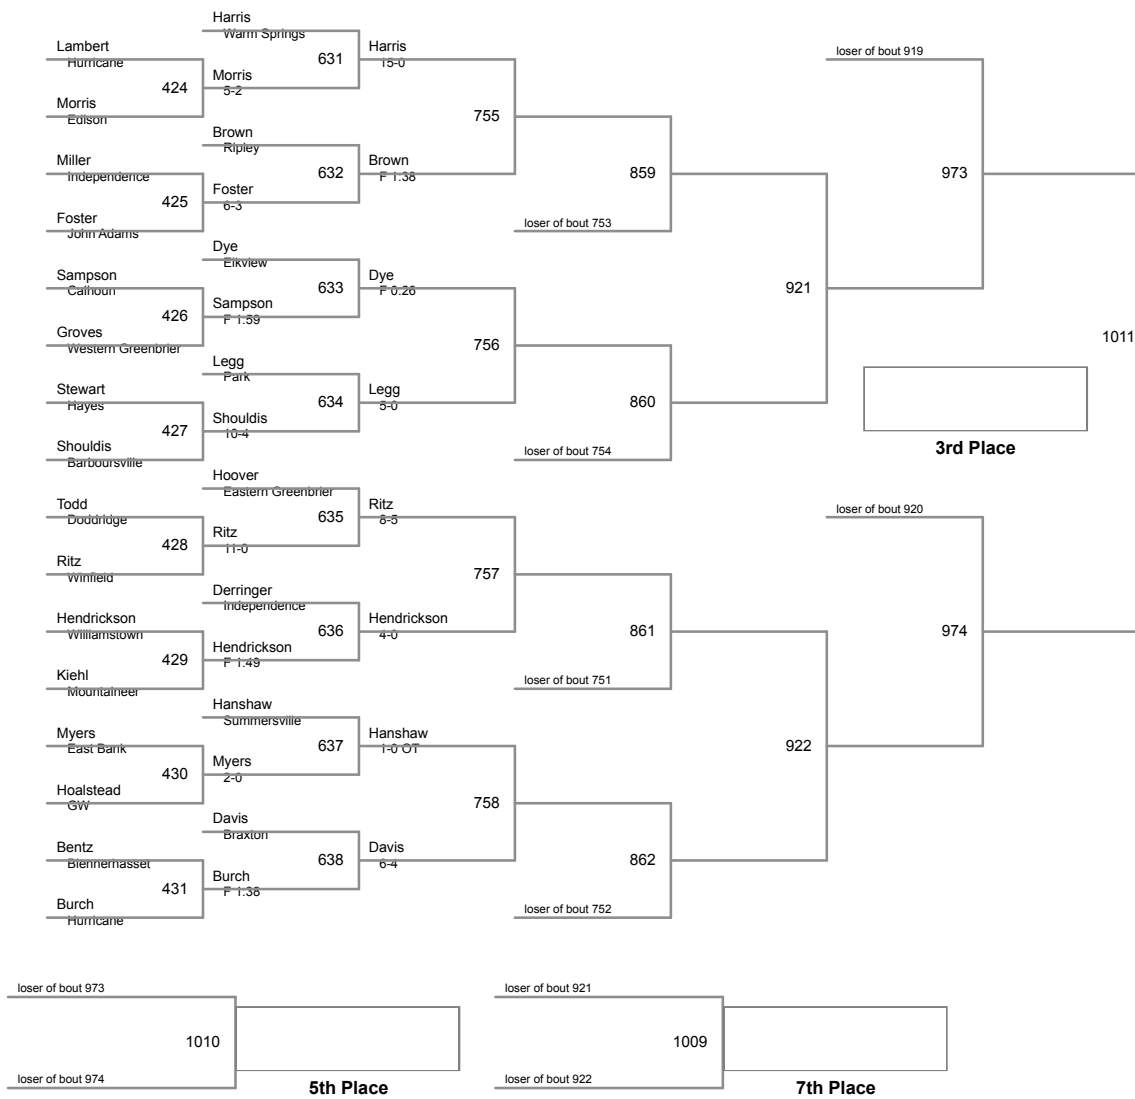 Harris
Warm Springs
Lambert
Hurricane
631
Harris
15-0
loser of bout 919
424
Morris
5-2
Morris
Edison
755
Brown
Ripley
Miller
Independence
632
Brown
F 1:38
859
973
425
Foster
6-3
Foster
John Adams
loser of bout 753
Dye
Elkview
Sampson
Calhoun
633
Dye
F 0:26
921
426
Sampson
F 1:59
Groves
Western Greenbrier
756
1011
Legg
Park
Stewart
Hayes
634
Legg
5-0
860
427
Shouldis
10-4
Shouldis
Barboursville
loser of bout 754
3rd Place
Hoover
Eastern Greenbrier
Todd
Doddridge
635
Ritz
8-5
loser of bout 920
428
Ritz
11-0
Ritz
Winfield
757
Derringer
Independence
Hendrickson
Williamstown
636
Hendrickson
4-0
861
974
429
Hendrickson
F 1:49
Kiehl
Mountaineer
loser of bout 751
Hanshaw
Summersville
Myers
East Bank
637
Hanshaw
1-0 OT
922
430
Myers
2-0
Hoalstead
GW
758
Davis
Braxton
Bentz
Blennerhasset
638
Davis
6-4
862
431
Burch
F 1:38
Burch
Hurricane
loser of bout 752
loser of bout 973
loser of bout 921
1010
1009
loser of bout 974
5th Place
loser of bout 922
7th Place